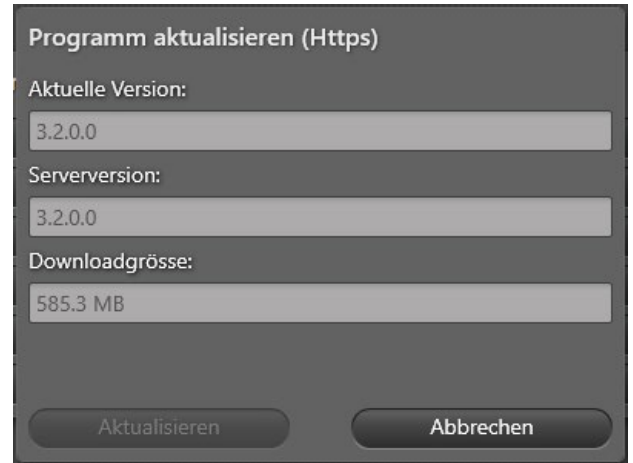 Programm aktualisieren (Https)
Aktuelle Version:
3.2.0.0
Serverversion:
3.2.0.0
Downloadgrösse:
585.3 MB
Aktualisieren
Abbrechen